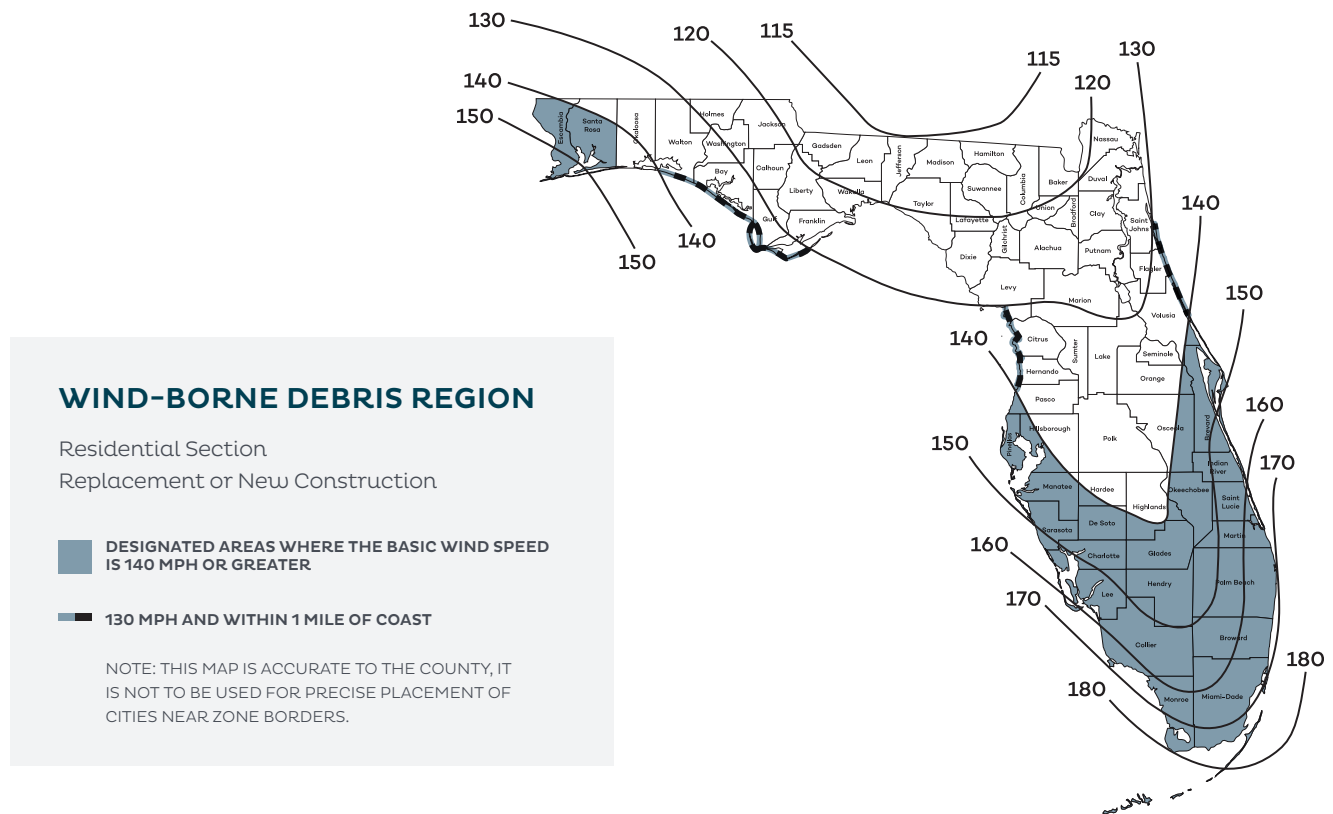 130
120
115
115
130
120
140
150
140
150
140
150
140
150
160
170
160
170
180
180
Escambia
Santa
Rosa
Okaloosa
Walton
Holmes
Washington
Jackson
Bay
Calhoun
Gulf
Liberty
Franklin
Gadsden
Leon
Wakulla
Jefferson
Madison
Taylor
Hamilton
Suwannee
Lafayette
Columbia
Dixie
Gilchrist
Levy
Baker
Union
Bradford
Alachua
Nassau
Duval
Clay
Saint
Johns
Putnam
Flagler
Marion
Volusia
Citrus
Sumter
Lake
Seminole
Orange
Hernando
Pasco
Pinellas
Hillsborough
Polk
Osceola
Brevard
Indian
River
Manatee
Hardee
Highlands
Okeechobee
Saint
Lucie
Sarasota
De Soto
Martin
Charlotte
Glades
Lee
Hendry
Palm Beach
Collier
Broward
Monroe
Miami-Dade
WIND-BORNE DEBRIS REGION
Residential Section
Replacement or New Construction
DESIGNATED AREAS WHERE THE BASIC WIND SPEED
IS 140 MPH OR GREATER
130 MPH AND WITHIN 1 MILE OF COAST
NOTE: THIS MAP IS ACCURATE TO THE COUNTY, IT
IS NOT TO BE USED FOR PRECISE PLACEMENT OF
CITIES NEAR ZONE BORDERS.